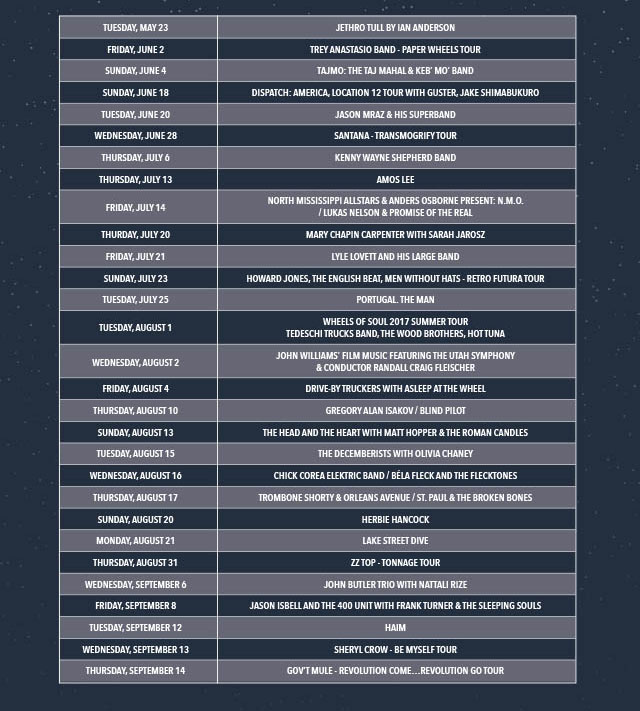 TUESDAY, MAY 23 JETHRO TULL BY IAN ANDERSON
FRIDAY, JUNE 2 TREY ANASTASIO BAND - PAPER WHEELS TOUR
SUNDAY, JUNE 4 TAJMO: THE TAJ MAHAL & KEB' MO' BAND
SUNDAY, JUNE 18 DISPATCH: AMERICA, LOCATION 12 TOUR WITH GUSTER, JAKE SHIMABUKURO
TUESDAY, JUNE 20 JASON MRAZ & HIS SUPERBAND
WEDNESDAY, JUNE 28 SANTANA - TRANSMOGRIFY TOUR
THURSDAY, JULY 6 KENNY WAYNE SHEPHERD BAND
THURSDAY, JULY 13 AMOS LEE
FRIDAY, JULY 14 NORTH MISSISSIPPI ALLSTARS & ANDERS OSBORNE PRESENT: N.M.O.
/ LUKAS NELSON & PROMISE OF THE REAL
THURDAY, JULY 20 MARY CHAPIN CARPENTER WITH SARAH JAROSZ
FRIDAY, JULY 21 LYLE LOVETT AND HIS LARGE BAND
SUNDAY, JULY 23 HOWARD JONES, THE ENGLISH BEAT, MEN WITHOUT HATS - RETRO FUTURA TOUR
TUESDAY, JULY 25 PORTUGAL. THE MAN
TUESDAY, AUGUST 1 WHEELS OF SOUL 2017 SUMMER TOUR
TEDESCHI TRUCKS BAND, THE WOOD BROTHERS, HOT TUNA
WEDNESDAY, AUGUST 2 JOHN WILLIAMS' FILM MUSIC FEATURING THE UTAH SYMPHONY
& CONDUCTOR RANDALL CRAIG FLEISCHER
FRIDAY, AUGUST 4 DRIVE-BY TRUCKERS WITH ASLEEP AT THE WHEEL
THURSDAY, AUGUST 10 GREGORY ALAN ISAKOV / BLIND PILOT
SUNDAY, AUGUST 13 THE HEAD AND THE HEART WITH MATT HOPPER & THE ROMAN CANDLES
TUESDAY, AUGUST 15 THE DECEMBERISTS WITH OLIVIA CHANEY
WEDNESDAY, AUGUST 16 CHICK COREA ELEKTRIC BAND / BÉLA FLECK AND THE FLECKTONES
THURSDAY, AUGUST 17 TROMBONE SHORTY & ORLEANS AVENUE / ST. PAUL & THE BROKEN BONES
SUNDAY, AUGUST 20 HERBIE HANCOCK
MONDAY, AUGUST 21 LAKE STREET DIVE
THURSDAY, AUGUST 31 ZZ TOP - TONNAGE TOUR
WEDNESDAY, SEPTEMBER 6 JOHN BUTLER TRIO WITH NATTALI RIZE
FRIDAY, SEPTEMBER 8 JASON ISBELL AND THE 400 UNIT WITH FRANK TURNER & THE SLEEPING SOULS
TUESDAY, SEPTEMBER 12 HAIM
WEDNESDAY, SEPTEMBER 13 SHERYL CROW - BE MYSELF TOUR
THURSDAY, SEPTEMBER 14 GOV'T MULE - REVOLUTION COME...REVOLUTION GO TOUR